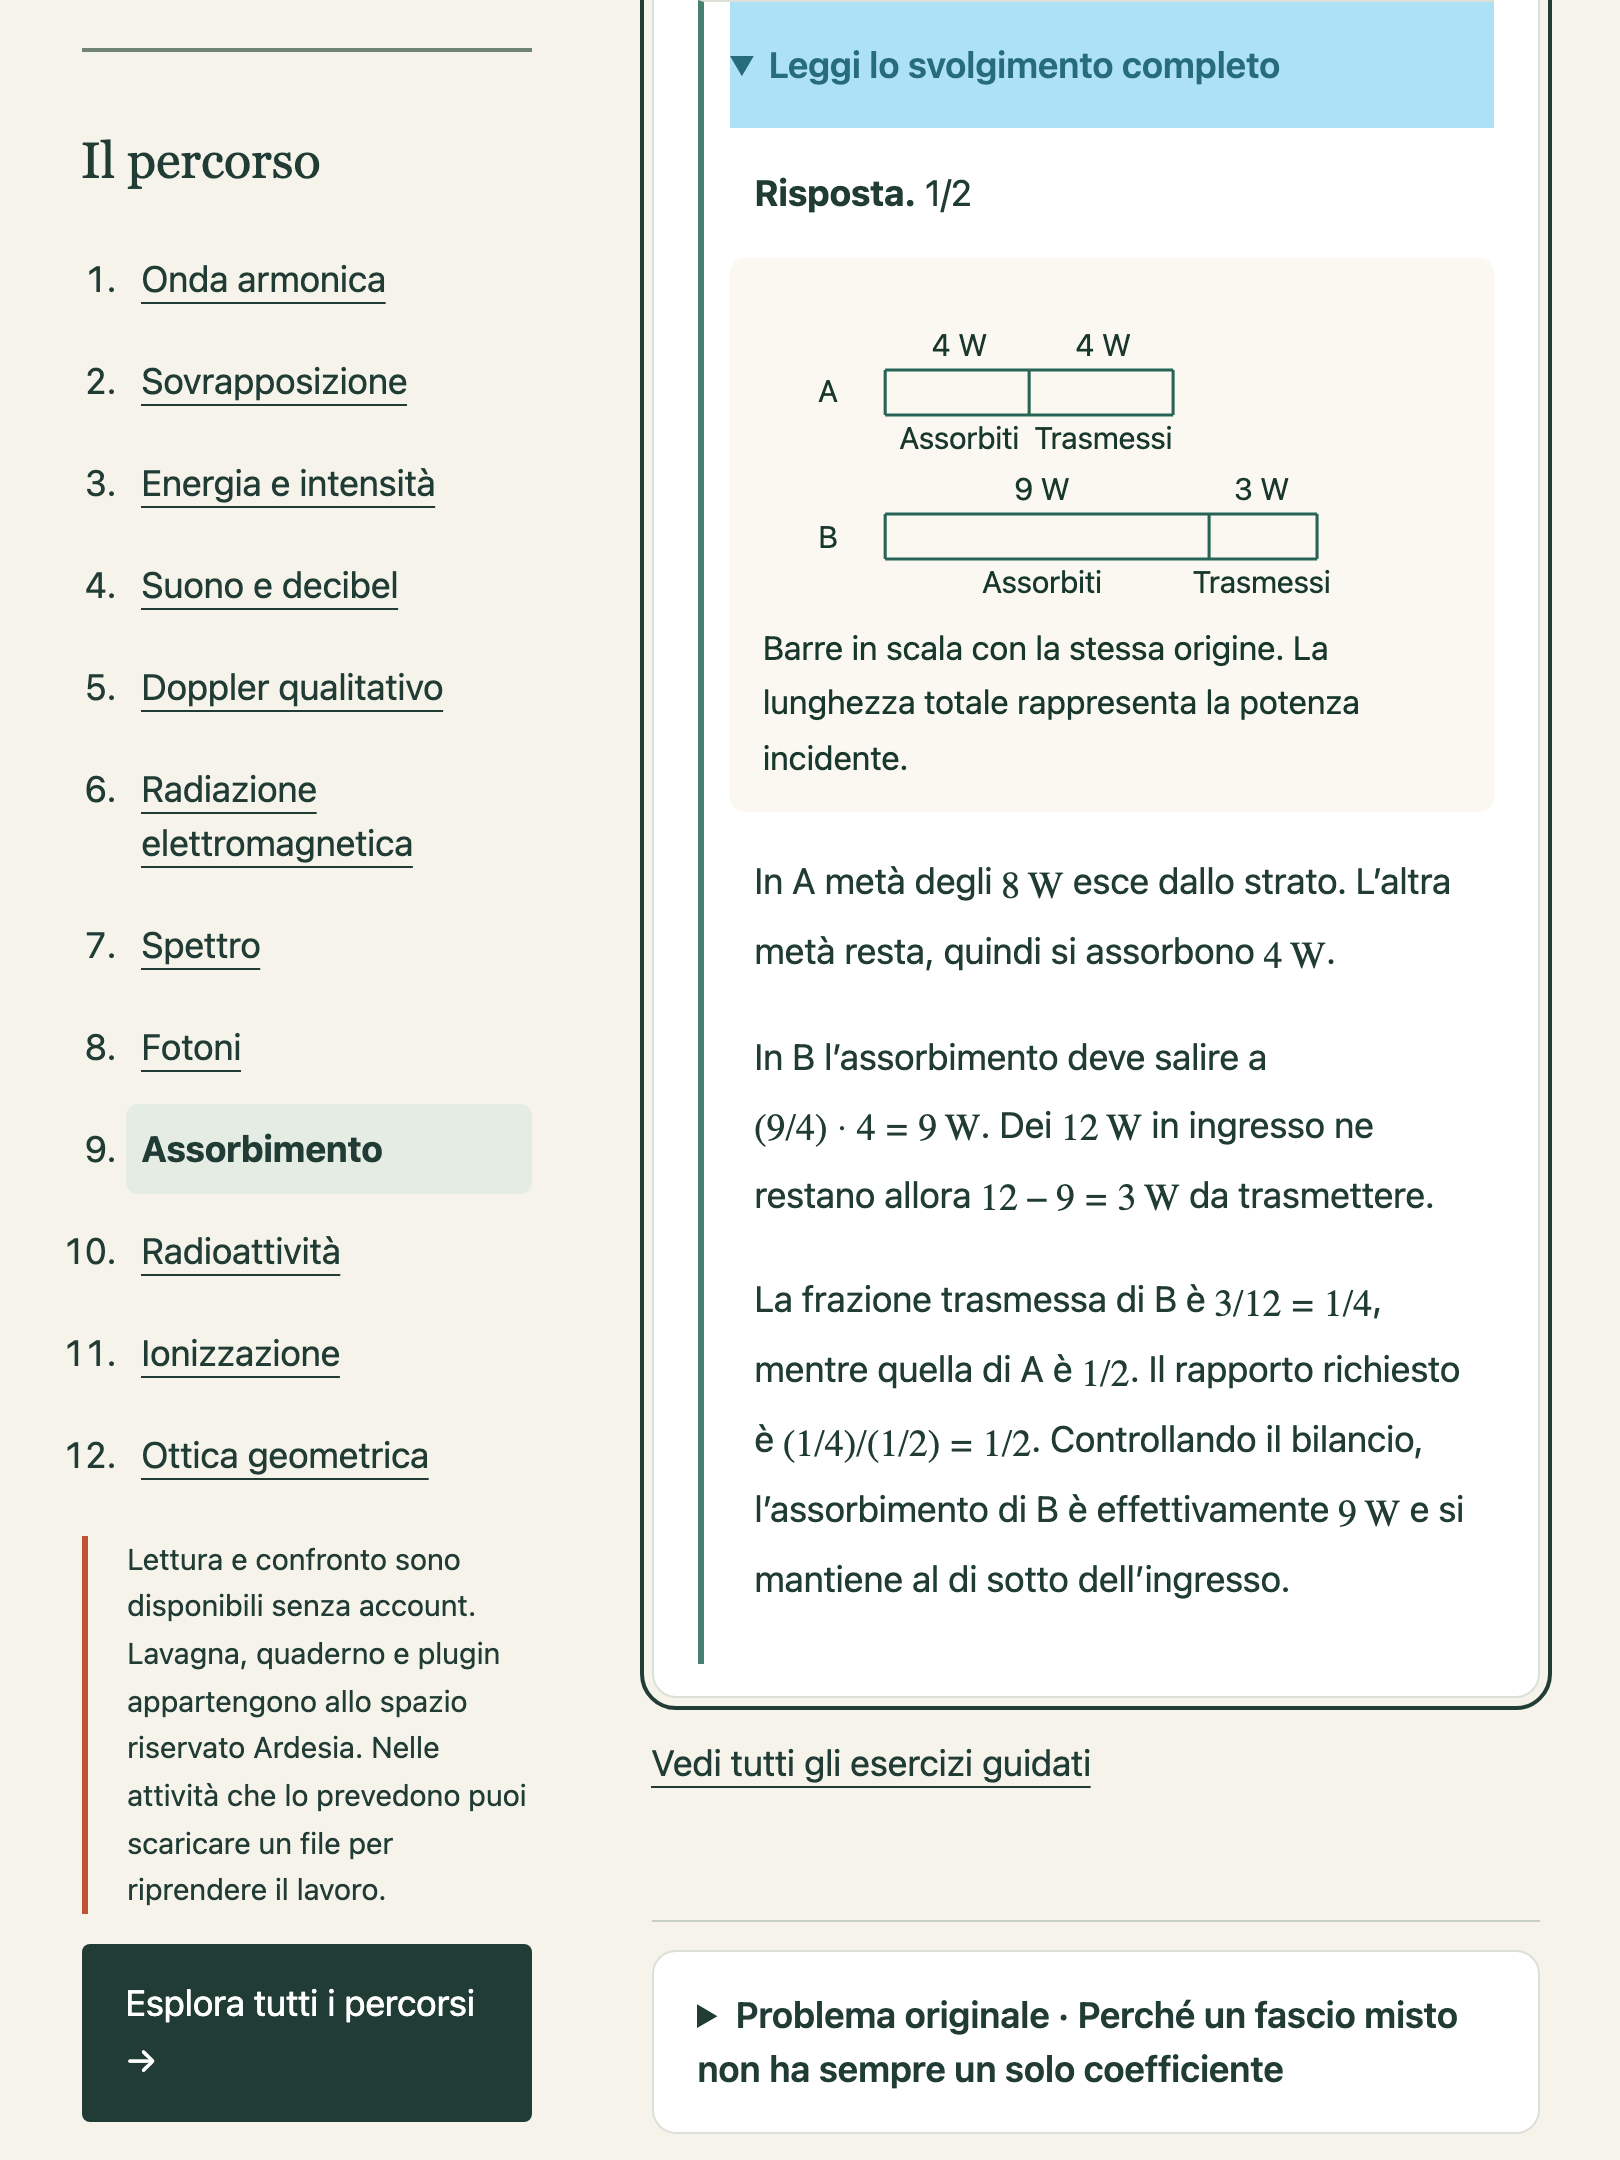 Il percorso
1. Onda armonica
2. Sovrapposizione
3. Energia e intensità
4. Suono e decibel
5. Doppler qualitativo
6. Radiazione
elettromagnetica
7. Spettro
8. Fotoni
9. Assorbimento
10. Radioattività
11. Ionizzazione
12. Ottica geometrica
Lettura e confronto sono
disponibili senza account.
Lavagna, quaderno e plugin
appartengono allo spazio
riservato Ardesia. Nelle
attività che lo prevedono puoi
scaricare un file per
riprendere il lavoro.
Esplora tutti i percorsi
→
▼ Leggi lo svolgimento completo
Risposta. 1/2
4 W 4 W
A
Assorbiti Trasmessi
9 W 3 W
B
Assorbiti Trasmessi
Barre in scala con la stessa origine. La
lunghezza totale rappresenta la potenza
incidente.
In A metà degli 8 W esce dallo strato. L’altra
metà resta, quindi si assorbono 4 W.
In B l’assorbimento deve salire a
(9/4) · 4 = 9 W. Dei 12 W in ingresso ne
restano allora 12 – 9 = 3 W da trasmettere.
La frazione trasmessa di B è 3/12 = 1/4,
mentre quella di A è 1/2. Il rapporto richiesto
è (1/4)/(1/2) = 1/2. Controllando il bilancio,
l’assorbimento di B è effettivamente 9 W e si
mantiene al di sotto dell’ingresso.
Vedi tutti gli esercizi guidati
▶ Problema originale · Perché un fascio misto
non ha sempre un solo coefficiente